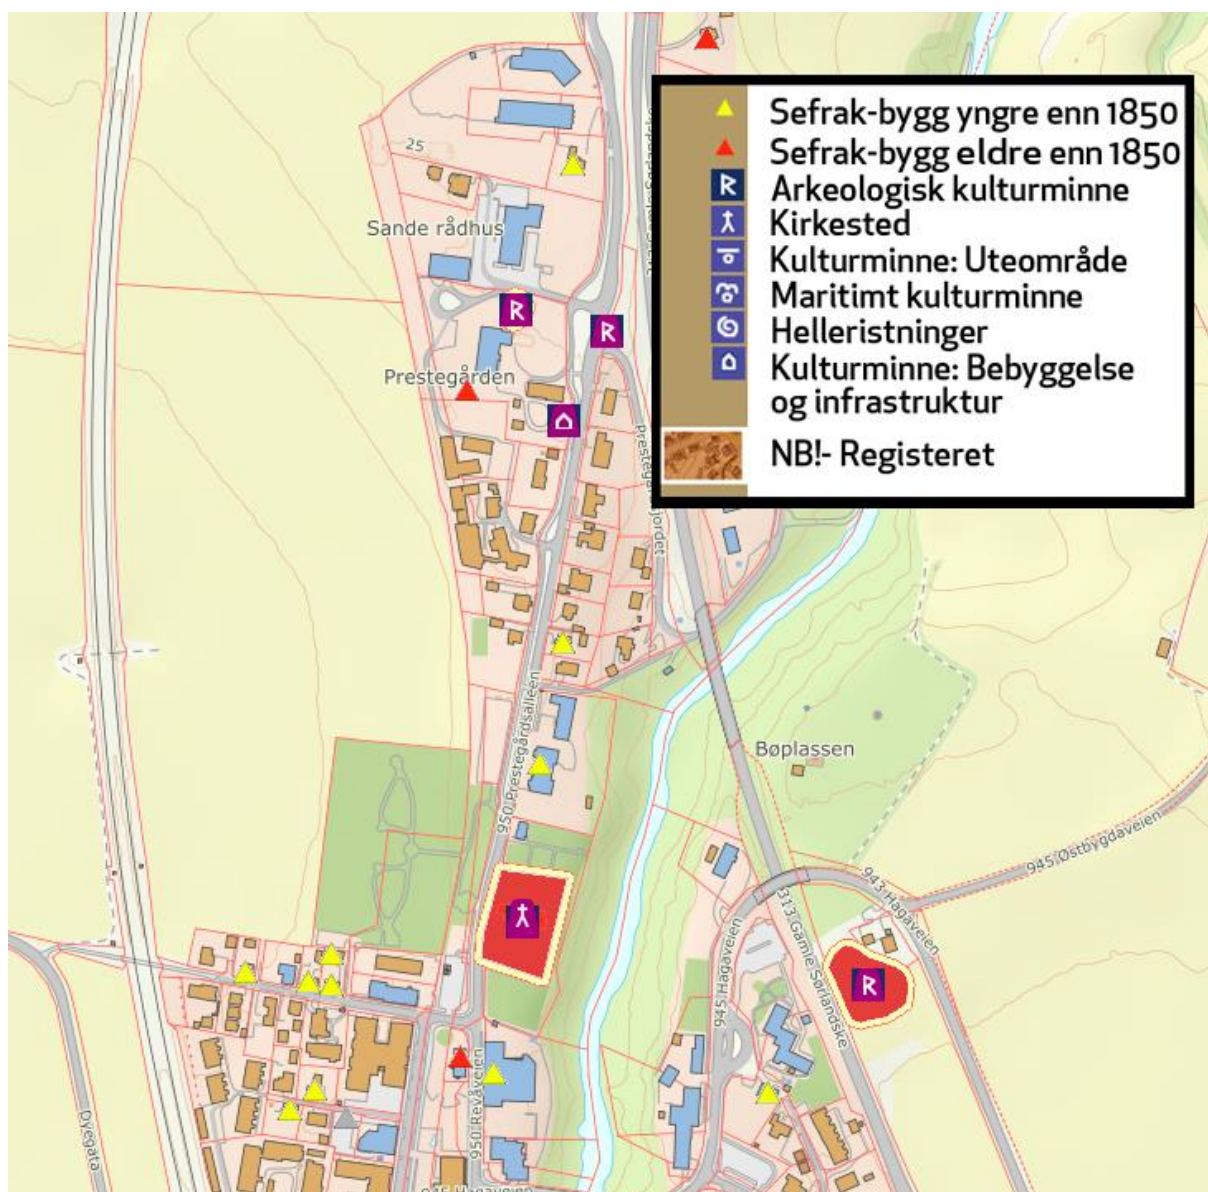 Sefrak-bygg yngre enn 1850
Sefrak-bygg eldre enn 1850
Arkeologisk kulturminne
Kirkested
Kulturminne: Uteområde
Maritimt kulturminne
Helleristninger
Kulturminne: Bebyggelse
og infrastruktur
NB!- Registeret
25
Sande rådhus
Prestegården
950 Prestegårdsalleen
Bøplassen
945 Østbygdaveien
943 Hagaveien
313 Gamle Sørlandske
945 Hagaveien
950 Revåveien
Dyegata